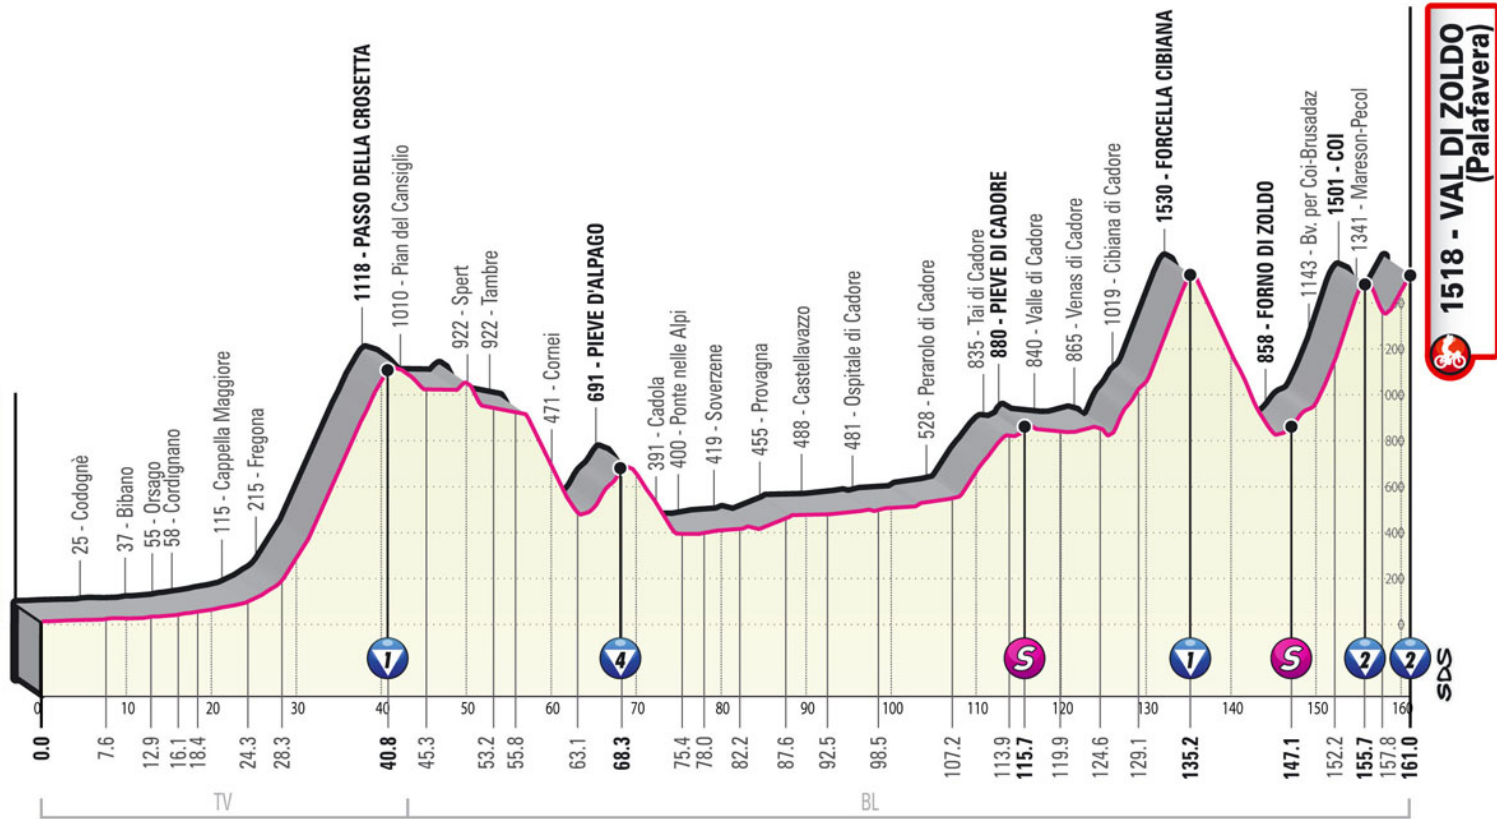 25 - Codognè
37 - Bibano
55 - Orsago
58 - Cordignano
115 - Cappella Maggiore
215 - Fregona
1118 - PASSO DELLA CROSETTA
1010 - Pian del Cansiglio
922 - Spert
922 - Tambre
471 - Cornei
691 - PIEVE D'ALPAGO
391 - Cadola
400 - Ponte nelle Alpi
419 - Soverzene
455 - Provagna
488 - Castellavazzo
481 - Ospitale di Cadore
528 - Perarolo di Cadore
835 - Tai di Cadore
880 - PIEVE DI CADORE
840 - Valle di Cadore
865 - Venas di Cadore
1019 - Cibiana di Cadore
1530 - FORCELLA CIBIANA
858 - FORNO DI ZOLDO
1143 - Bv. per Coi-Brusadaz
1501 - COI
1341 - Mareson-Pecol
1518 - VAL DI ZOLDO
(Palafavera)
200
000
800
600
400
200
0
1
4
S
1
S
2
2
SDS
0 10 20 30 40 50 60 70 80 90 100 110 120 130 140 150 160
0.0 7.6 12.9 16.1 18.4 24.3 28.3 40.8 45.3 53.2 55.8 63.1 68.3 75.4 78.0 82.2 87.6 92.5 98.5 107.2 113.9 115.7 119.9 124.6 129.1 135.2 147.1 152.2 155.7 157.8 161.0
TV BL